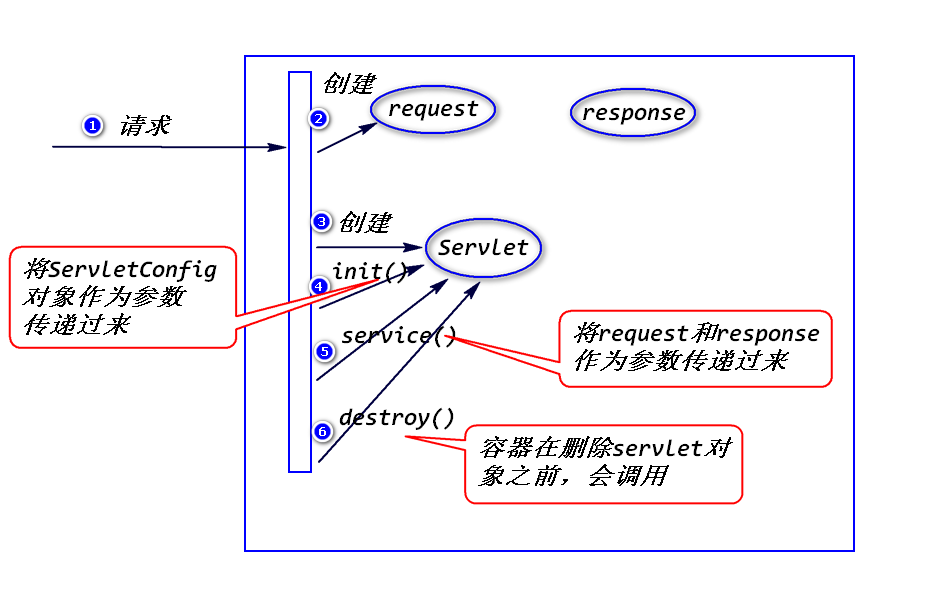 创建
request
response
① 请求
②
③ 创建
Servlet
将ServletConfig
对象作为参数
传递过来
④ init()
⑤ service()
将request和response
作为参数传递过来
⑥ destroy()
容器在删除servlet对
象之前，会调用